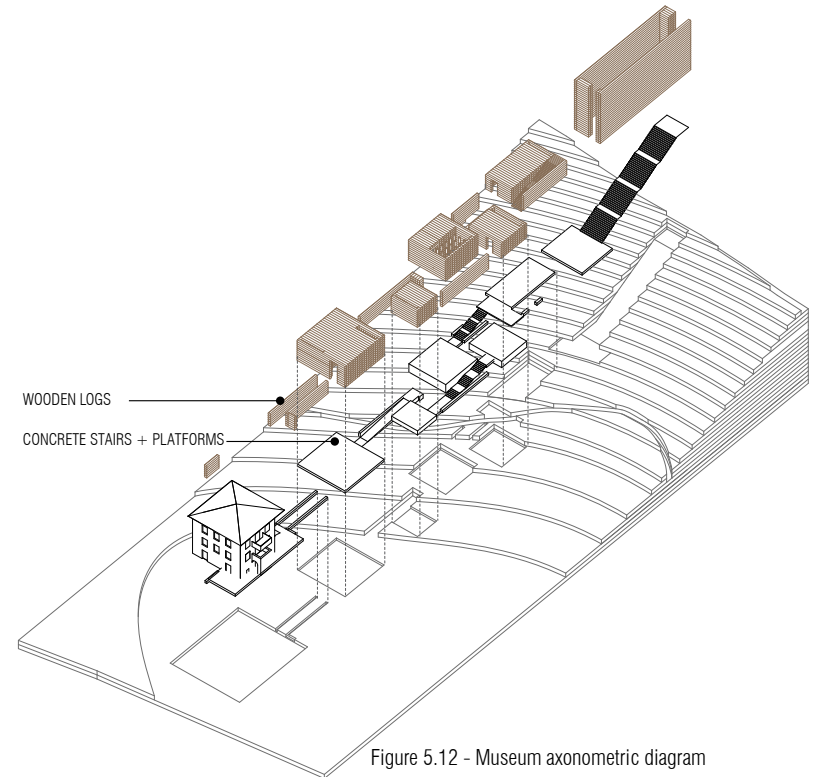 WOODEN LOGS
CONCRETE STAIRS + PLATFORMS
Figure 5.12 - Museum axonometric diagram